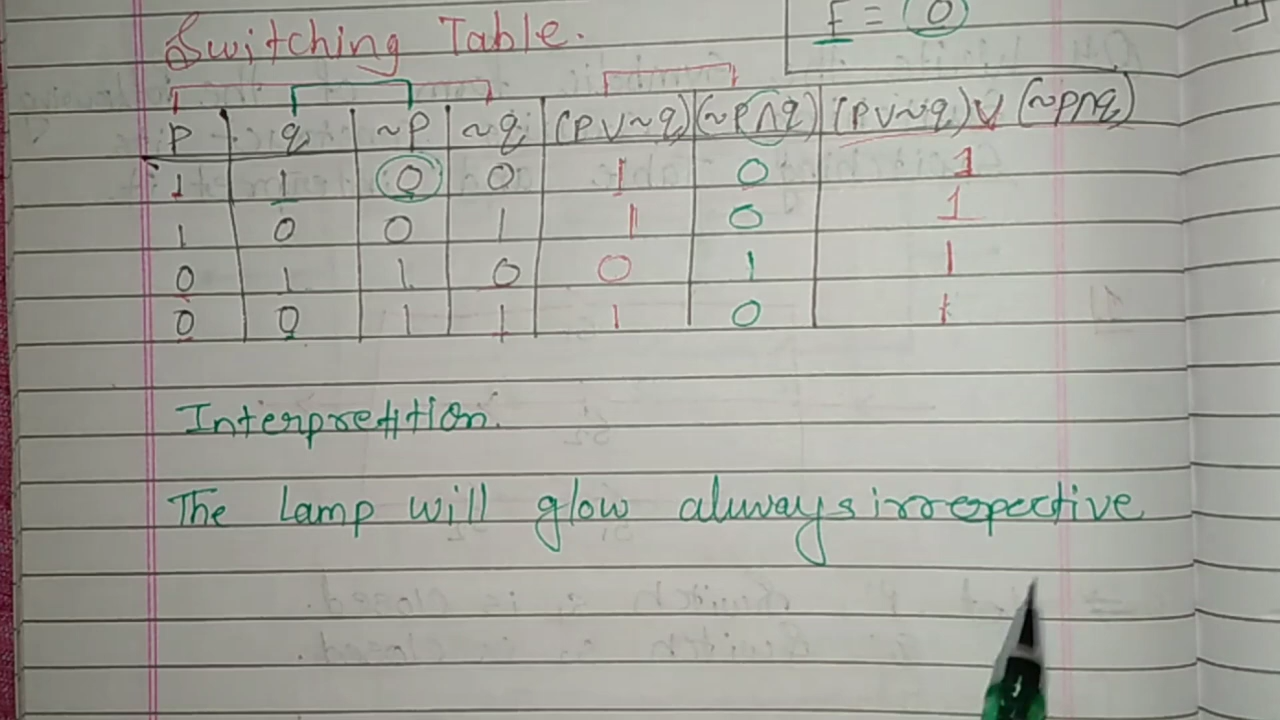 F = 0
Switching Table.
p q ~p ~q (p∨~q) (~p∧q) (p∨~q)∨(~p∧q)
1 1 0 0 1 0 1
1 0 0 1 1 0 1
0 1 1 0 0 1 1
0 0 1 1 1 0 1
Interpretition.
The Lamp will glow always irrespective